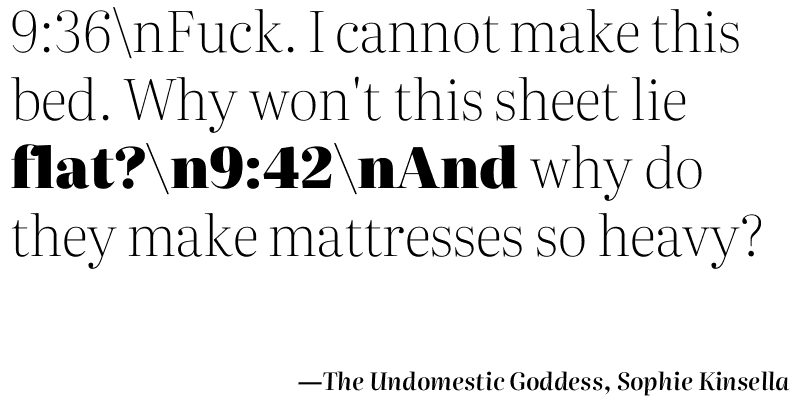 9:36\nFuck. I cannot make this
bed. Why won't this sheet lie
flat?\n9:42\nAnd why do
they make mattresses so heavy?
—The Undomestic Goddess, Sophie Kinsella